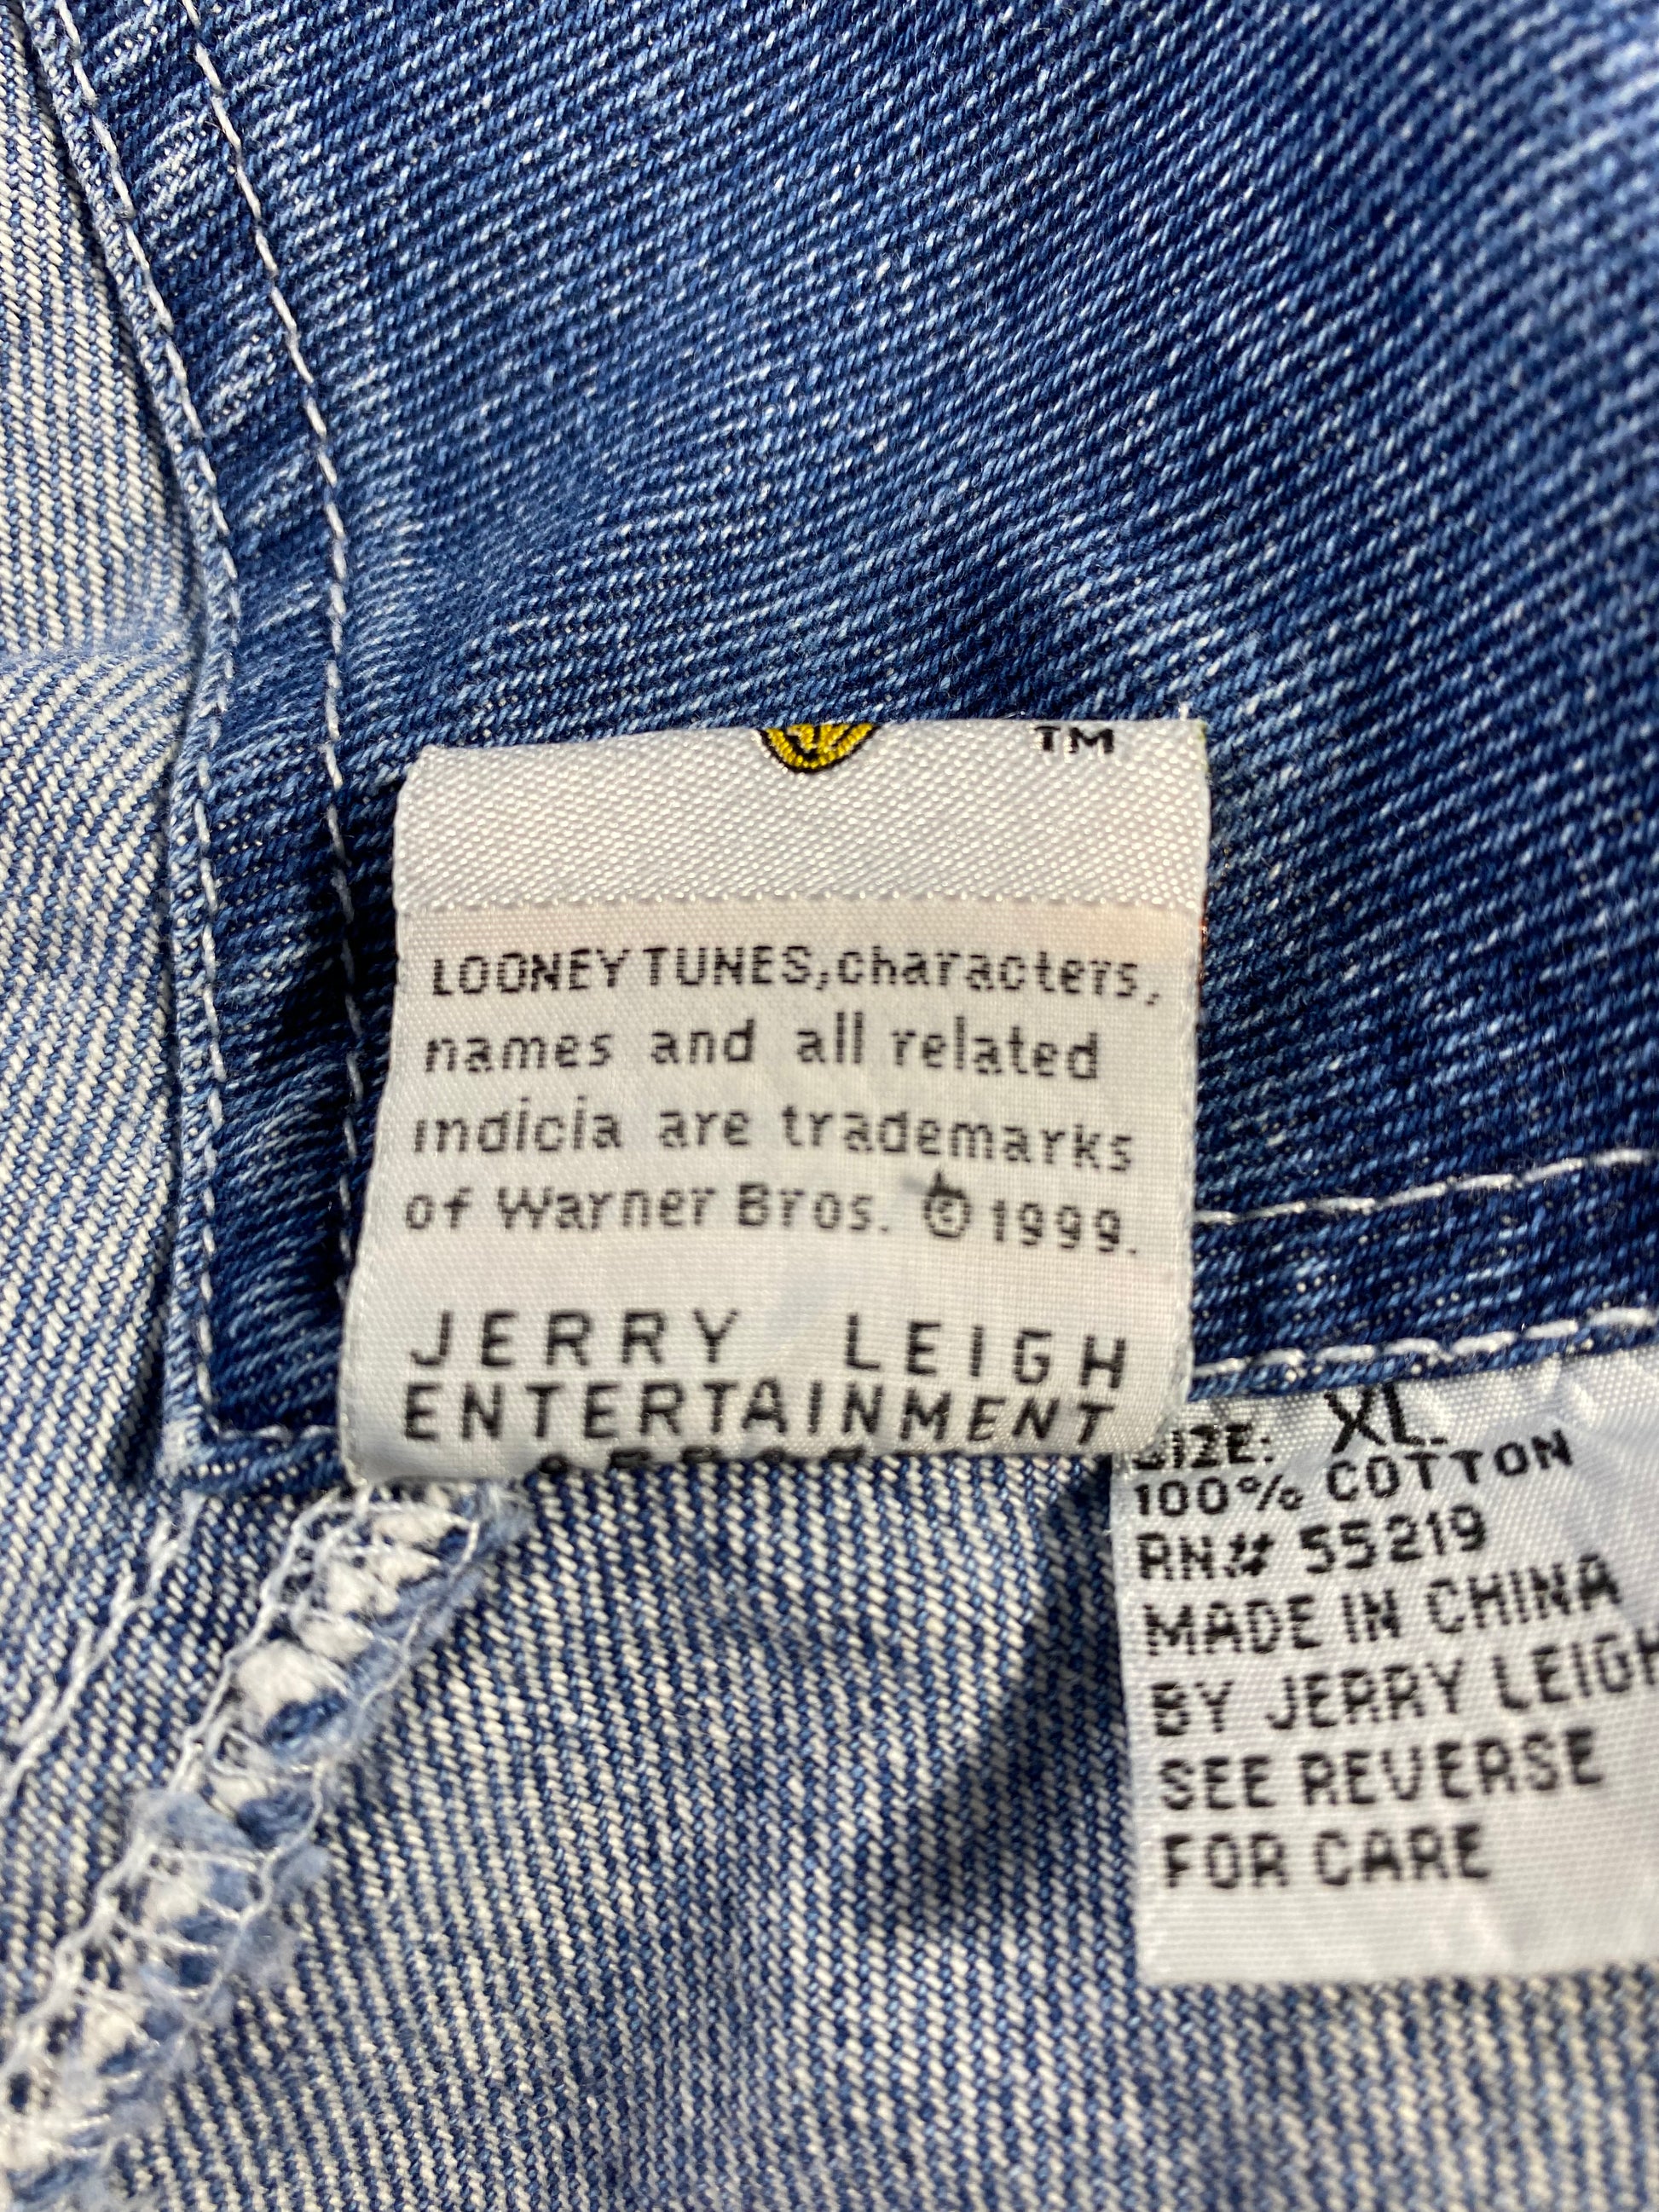 TM
LOONEY TUNES, characters,
names and all related
indicia are trademarks
of Warner Bros. © 1999.
JERRY LEIGH
ENTERTAINMENT
SIZE: XL
100% COTTON
RN# 55219
MADE IN CHINA
BY JERRY LEIGH
SEE REVERSE
FOR CARE